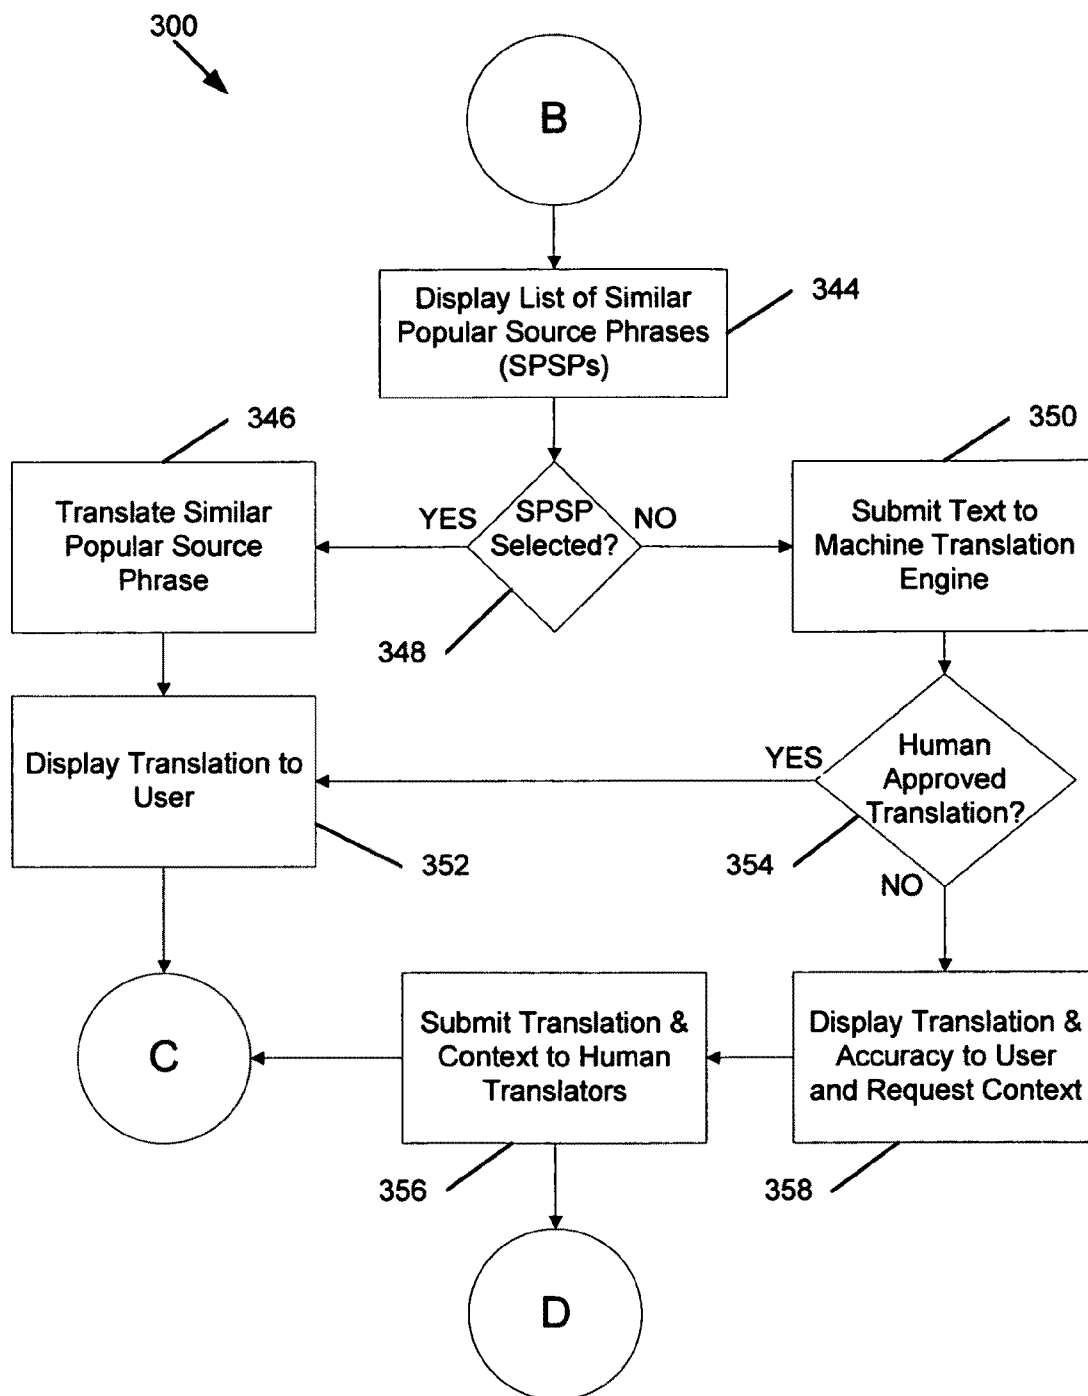 300
B
Display List of Similar
Popular Source Phrases
(SPSPs)
344
346
350
Translate Similar
Popular Source
Phrase
YES
SPSP
Selected?
NO
Submit Text to
Machine Translation
Engine
348
Display Translation to
User
YES
Human
Approved
Translation?
352
354
NO
C
Submit Translation &
Context to Human
Translators
Display Translation &
Accuracy to User
and Request Context
356
358
D